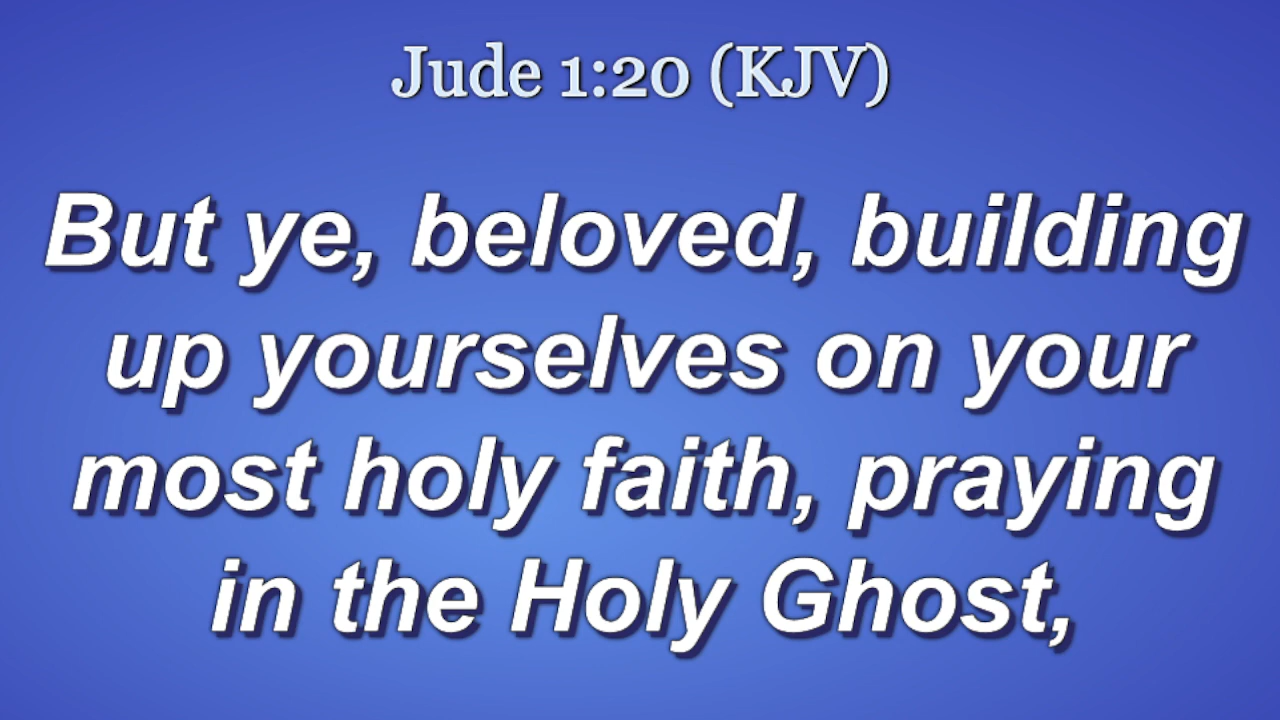 Jude 1:20 (KJV)
But ye, beloved, building
up yourselves on your
most holy faith, praying
in the Holy Ghost,